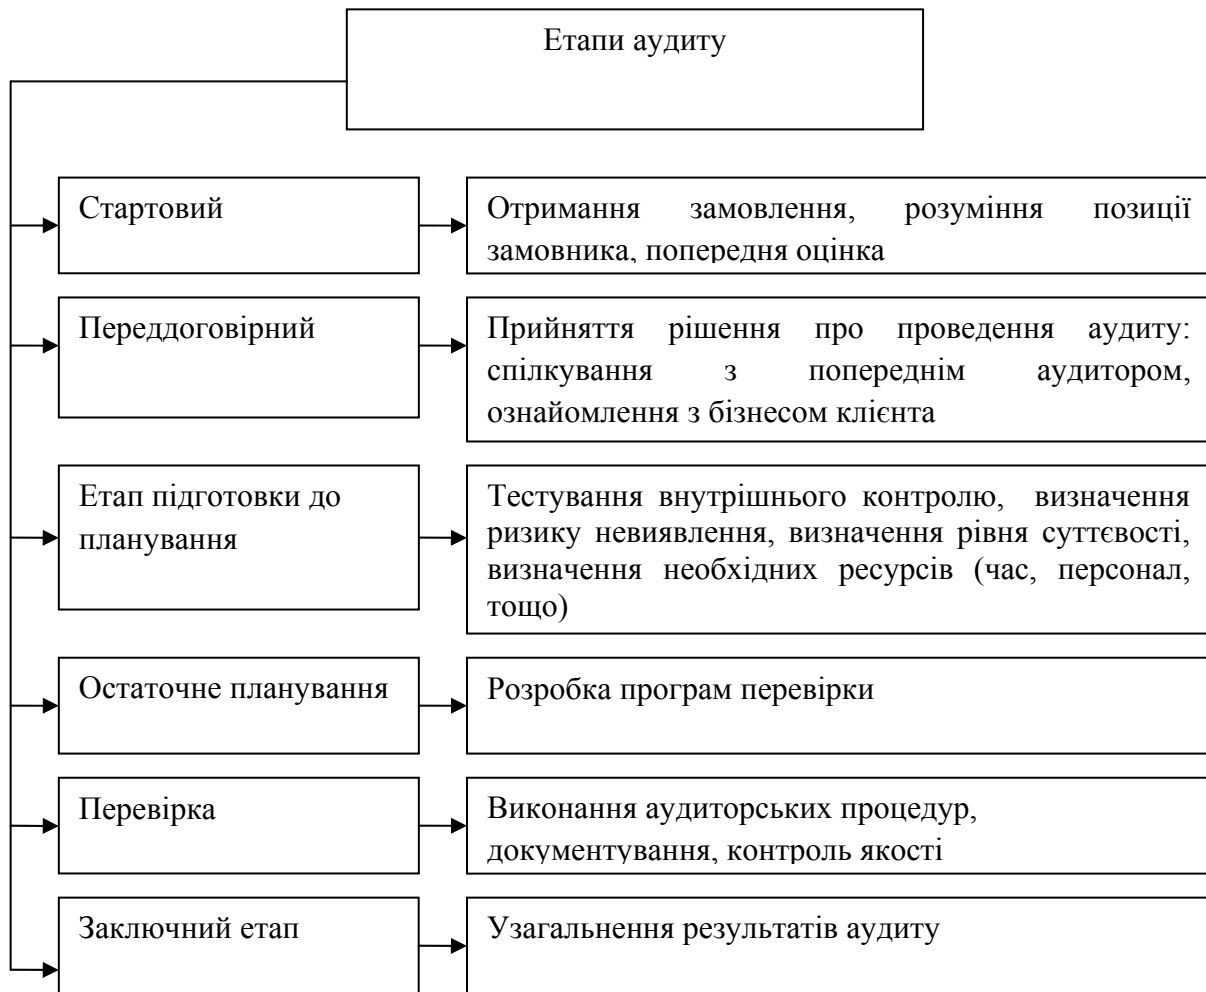 Етапи аудиту
Стартовий
Отримання замовлення, розуміння позиції
замовника, попередня оцінка
Переддоговірний
Прийняття рішення про проведення аудиту:
спілкування з попереднім аудитором,
ознайомлення з бізнесом клієнта
Етап підготовки до
планування
Тестування внутрішнього контролю, визначення
ризику невиявлення, визначення рівня суттєвості,
визначення необхідних ресурсів (час, персонал,
тощо)
Остаточне планування
Розробка програм перевірки
Перевірка
Виконання аудиторських процедур,
документування, контроль якості
Заключний етап
Узагальнення результатів аудиту